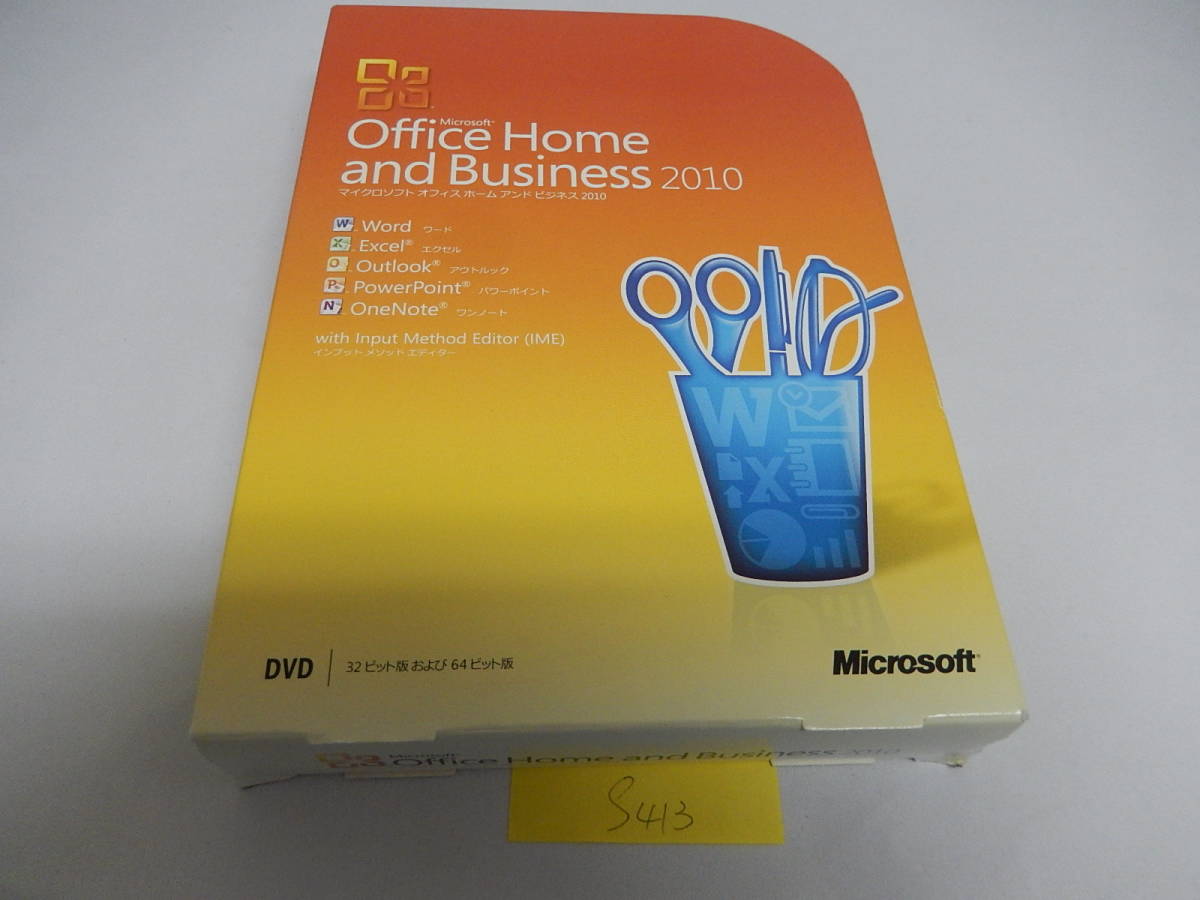 Microsoft™
Office Home
and Business 2010
マイクロソフト オフィス ホーム アンド ビジネス 2010
W Word ワード
X Excel® エクセル
O Outlook® アウトルック
P PowerPoint® パワーポイント
N OneNote® ワンノート
with Input Method Editor (IME)
インプット メソッド エディター
W
X
DVD 32 ビット版 および 64 ビット版
Microsoft®
Microsoft™
Office Home and Business 2010
S413